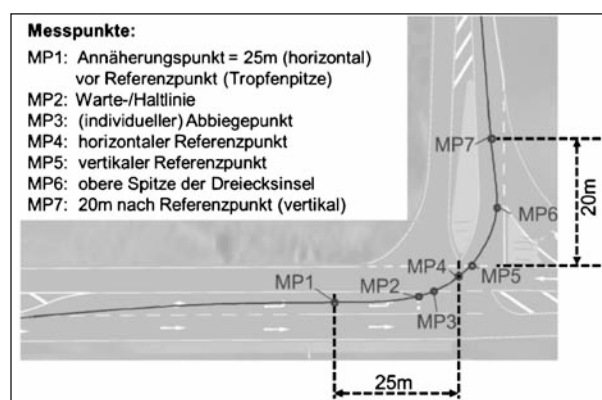 Messpunkte:
MP1: Annäherungspunkt = 25m (horizontal)
vor Referenzpunkt (Tropfenpitze)
MP2: Warte-/Haltlinie
MP3: (individueller) Abbiegepunkt
MP4: horizontaler Referenzpunkt
MP5: vertikaler Referenzpunkt
MP6: obere Spitze der Dreiecksinsel
MP7: 20m nach Referenzpunkt (vertikal)
MP7
20m
MP6
MP4
MP5
MP1
MP2
MP3
25m